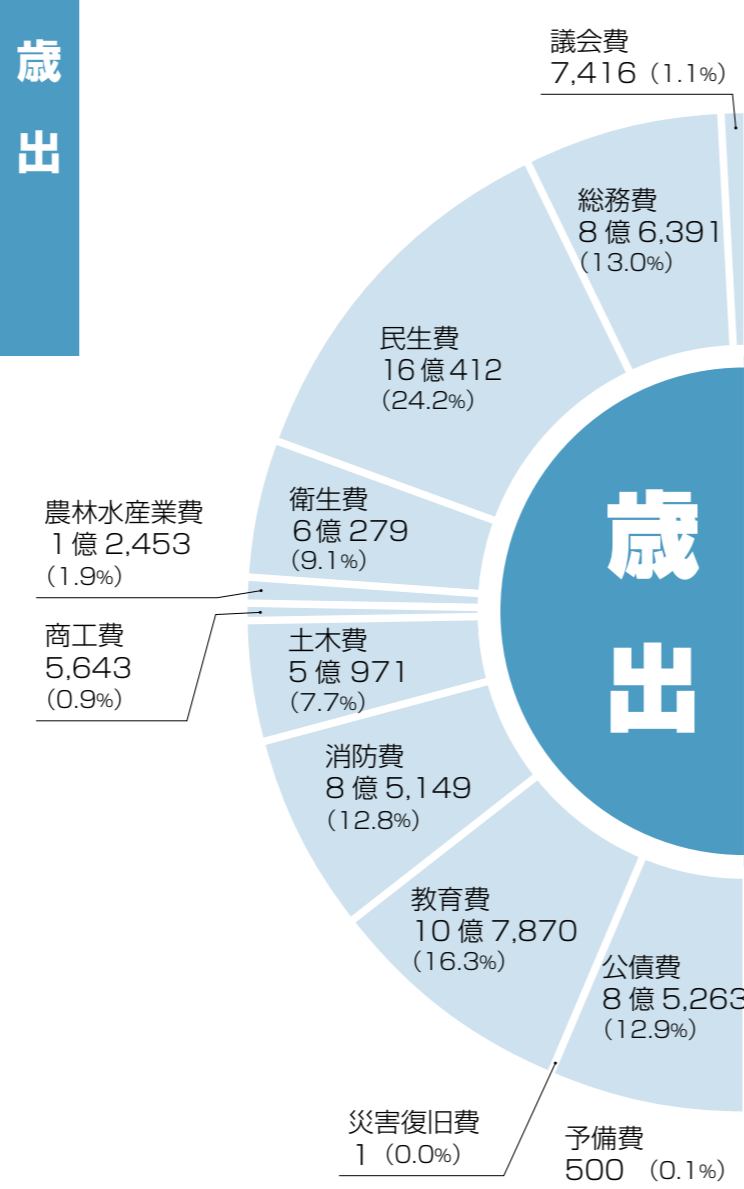 歳出
議会費
7,416（1.1%）
総務費
8億6,391
（13.0%）
民生費
16億412
（24.2%）
衛生費
6億279
（9.1%）
農林水産業費
1億2,453
（1.9%）
商工費
5,643
（0.9%）
土木費
5億971
（7.7%）
消防費
8億5,149
（12.8%）
教育費
10億7,870
（16.3%）
公債費
8億5,263
（12.9%）
災害復旧費
1（0.0%）
予備費
500（0.1%）
歳出